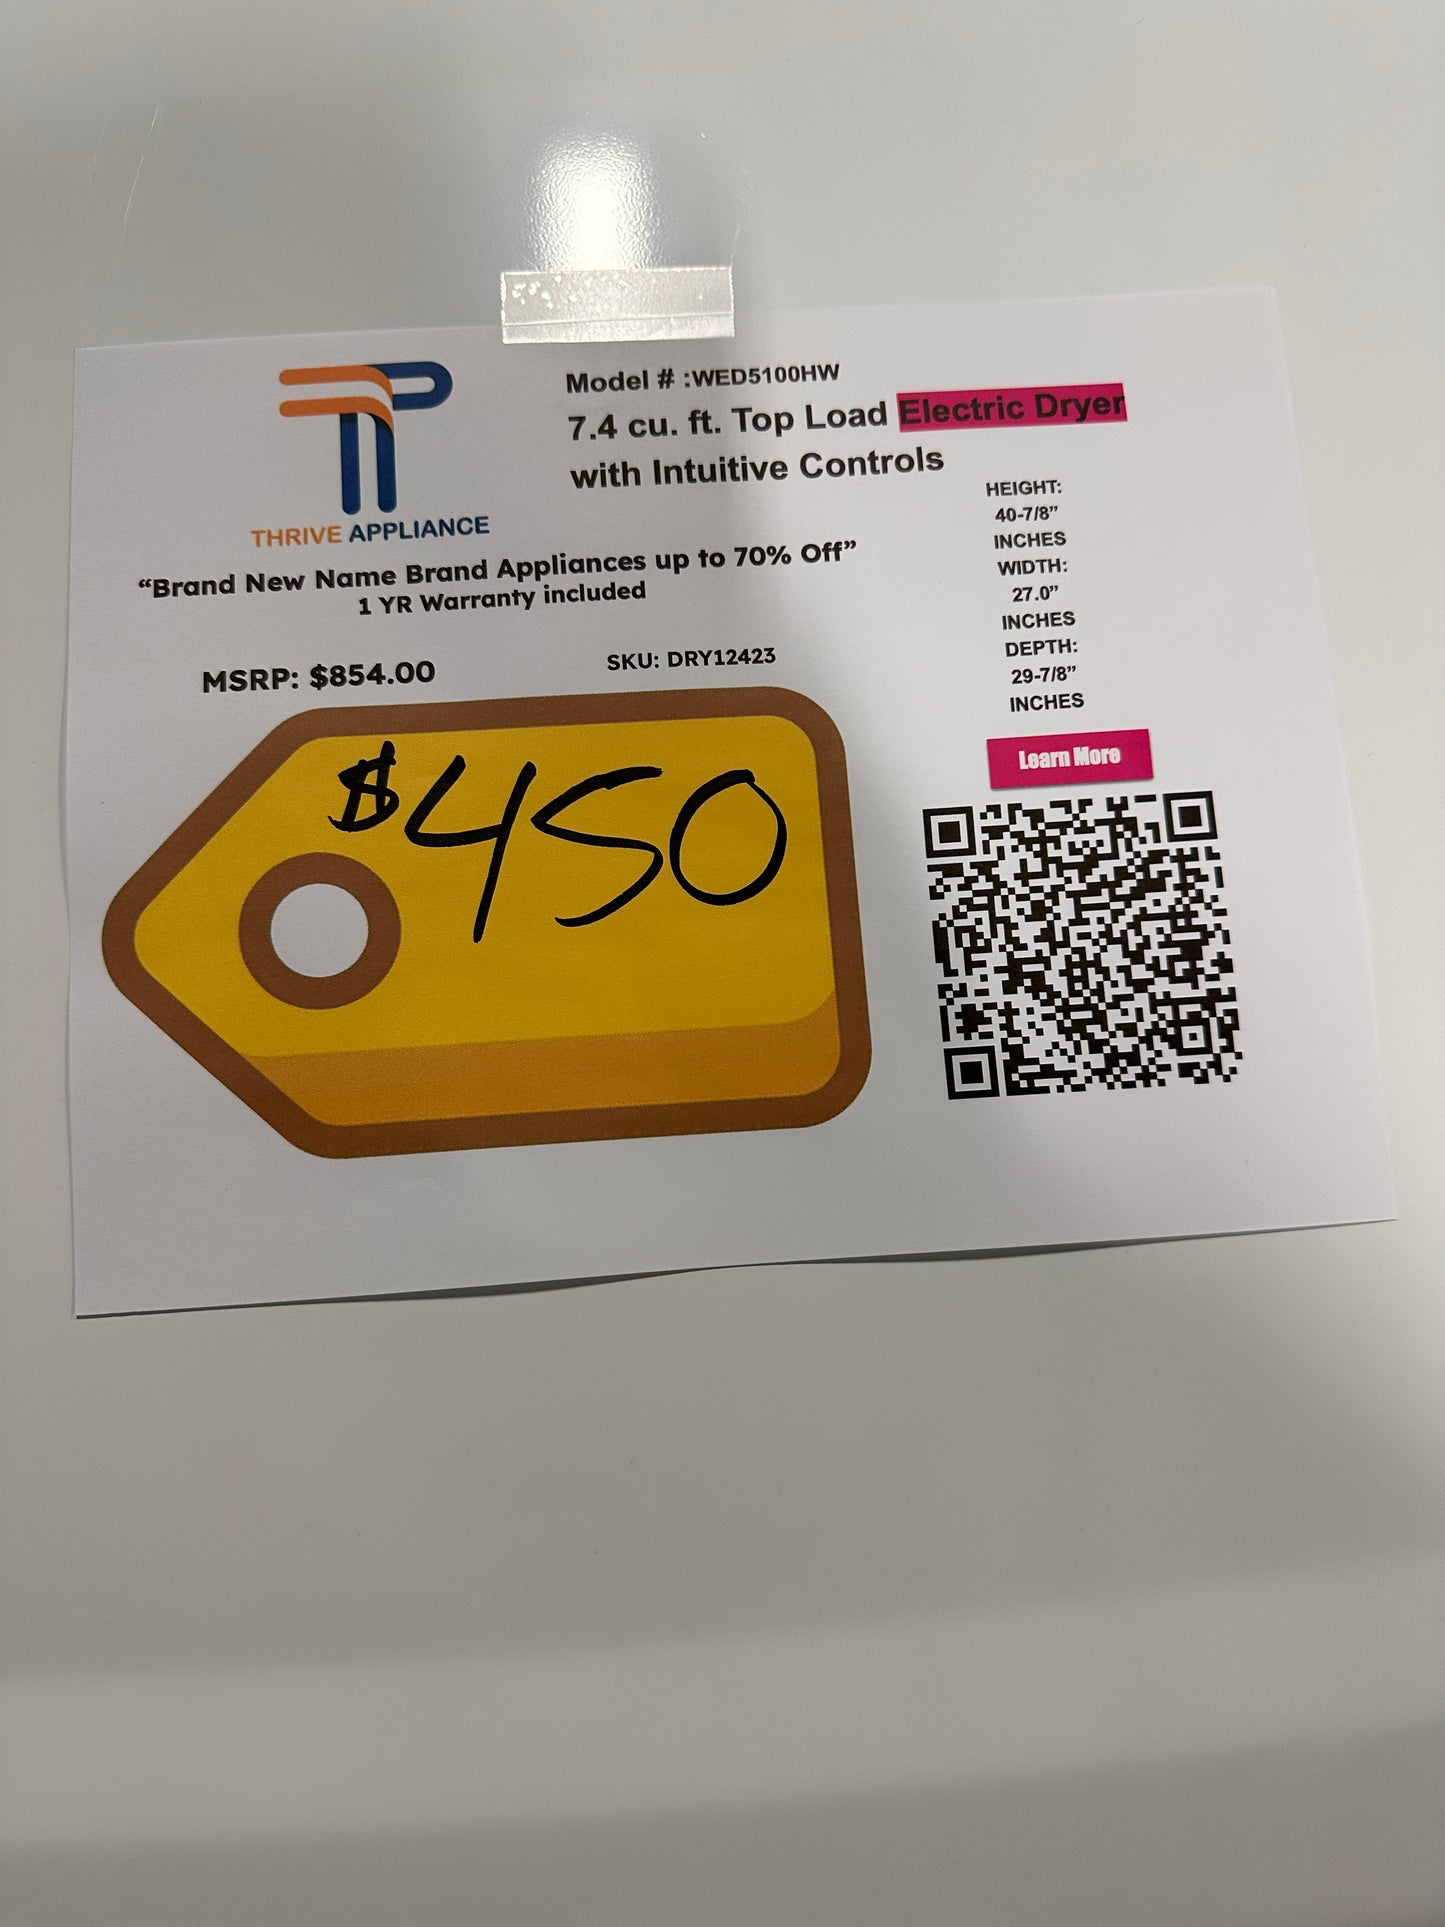 THRIVE APPLIANCE
Model # :WED5100HW
7.4 cu. ft. Top Load Electric Dryer
with Intuitive Controls
“Brand New Name Brand Appliances up to 70% Off”
1 YR Warranty included
MSRP: $854.00
SKU: DRY12423
$450
HEIGHT:
40-7/8”
INCHES
WIDTH:
27.0”
INCHES
DEPTH:
29-7/8”
INCHES
Learn More